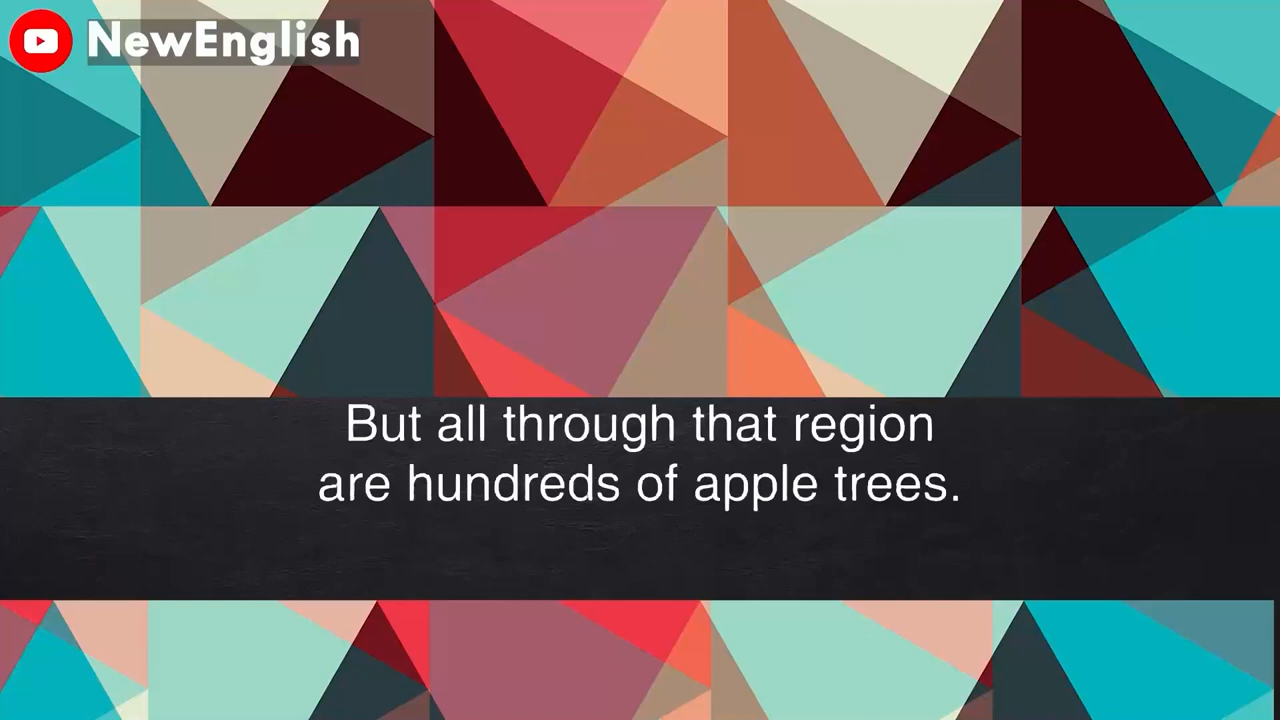 NewEnglish
But all through that region
are hundreds of apple trees.